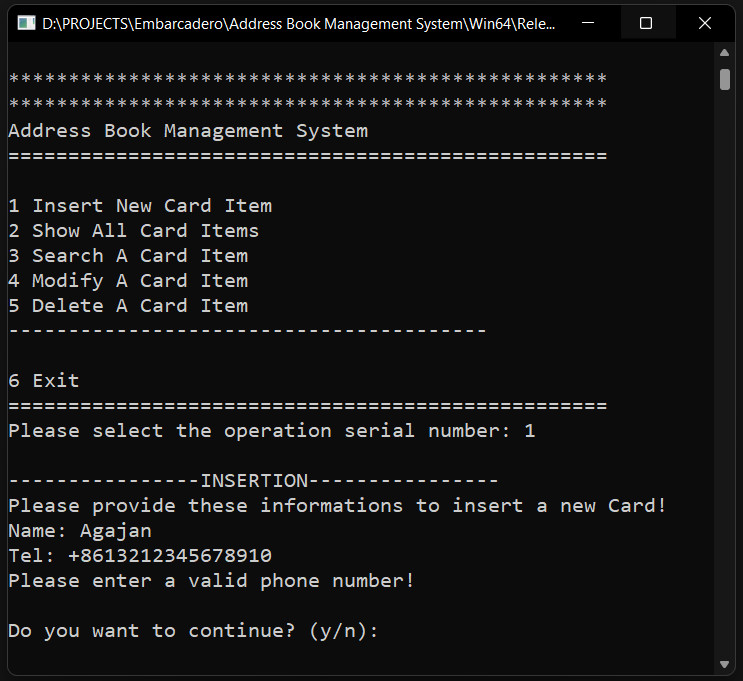 D:\PROJECTS\Embarcadero\Address Book Management System\Win64\Rele...
**************************************************
**************************************************
Address Book Management System
==================================================
1 Insert New Card Item
2 Show All Card Items
3 Search A Card Item
4 Modify A Card Item
5 Delete A Card Item
----------------------------------------
6 Exit
==================================================
Please select the operation serial number: 1
----------------INSERTION----------------
Please provide these informations to insert a new Card!
Name: Agajan
Tel: +8613212345678910
Please enter a valid phone number!
Do you want to continue? (y/n):